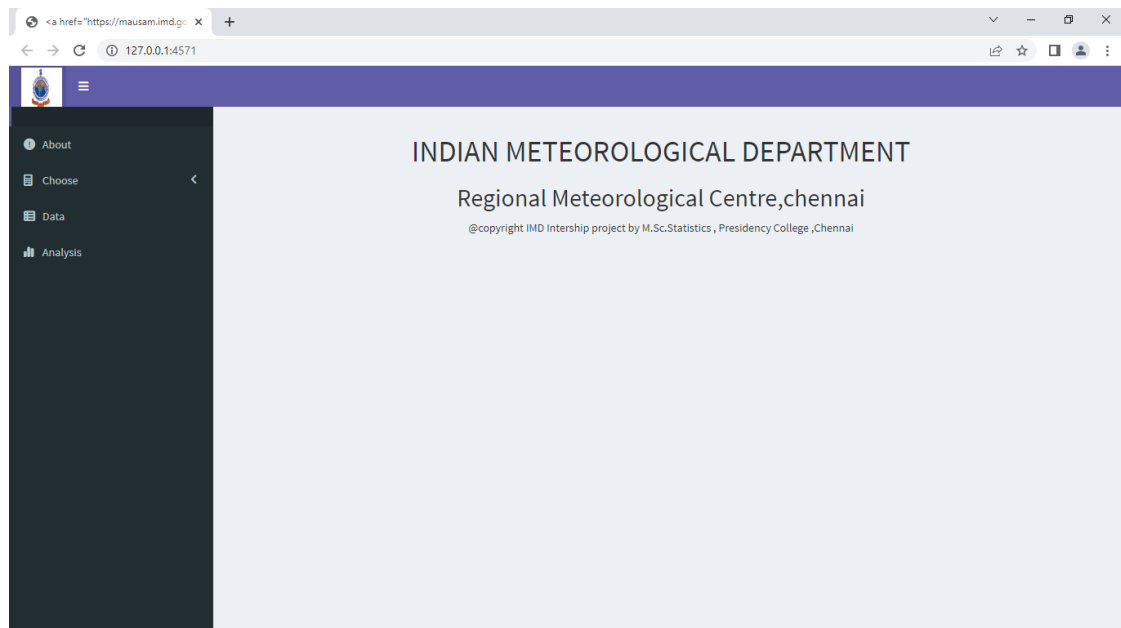 <a href="https://mausam.imd.go
127.0.0.1:4571
About
Choose
Data
Analysis
INDIAN METEOROLOGICAL DEPARTMENT
Regional Meteorological Centre,chennai
@copyright IMD Intership project by M.Sc.Statistics , Presidency College ,Chennai